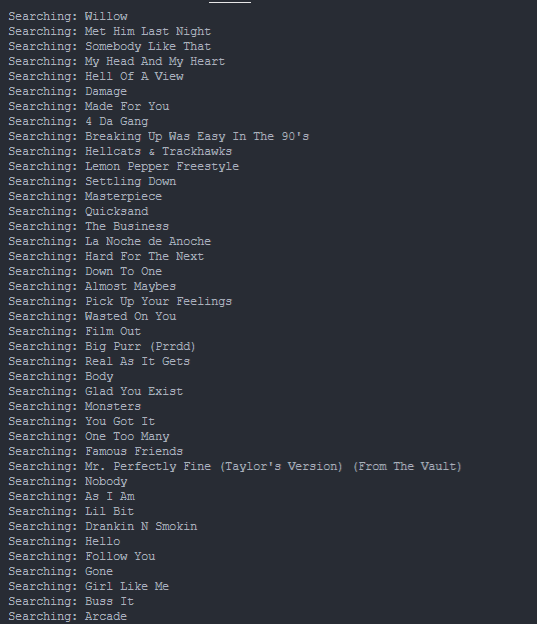 Searching: Willow
Searching: Met Him Last Night
Searching: Somebody Like That
Searching: My Head And My Heart
Searching: Hell Of A View
Searching: Damage
Searching: Made For You
Searching: 4 Da Gang
Searching: Breaking Up Was Easy In The 90's
Searching: Hellcats & Trackhawks
Searching: Lemon Pepper Freestyle
Searching: Settling Down
Searching: Masterpiece
Searching: Quicksand
Searching: The Business
Searching: La Noche de Anoche
Searching: Hard For The Next
Searching: Down To One
Searching: Almost Maybes
Searching: Pick Up Your Feelings
Searching: Wasted On You
Searching: Film Out
Searching: Big Purr (Prrdd)
Searching: Real As It Gets
Searching: Body
Searching: Glad You Exist
Searching: Monsters
Searching: You Got It
Searching: One Too Many
Searching: Famous Friends
Searching: Mr. Perfectly Fine (Taylor's Version) (From The Vault)
Searching: Nobody
Searching: As I Am
Searching: Lil Bit
Searching: Drankin N Smokin
Searching: Hello
Searching: Follow You
Searching: Gone
Searching: Girl Like Me
Searching: Buss It
Searching: Arcade